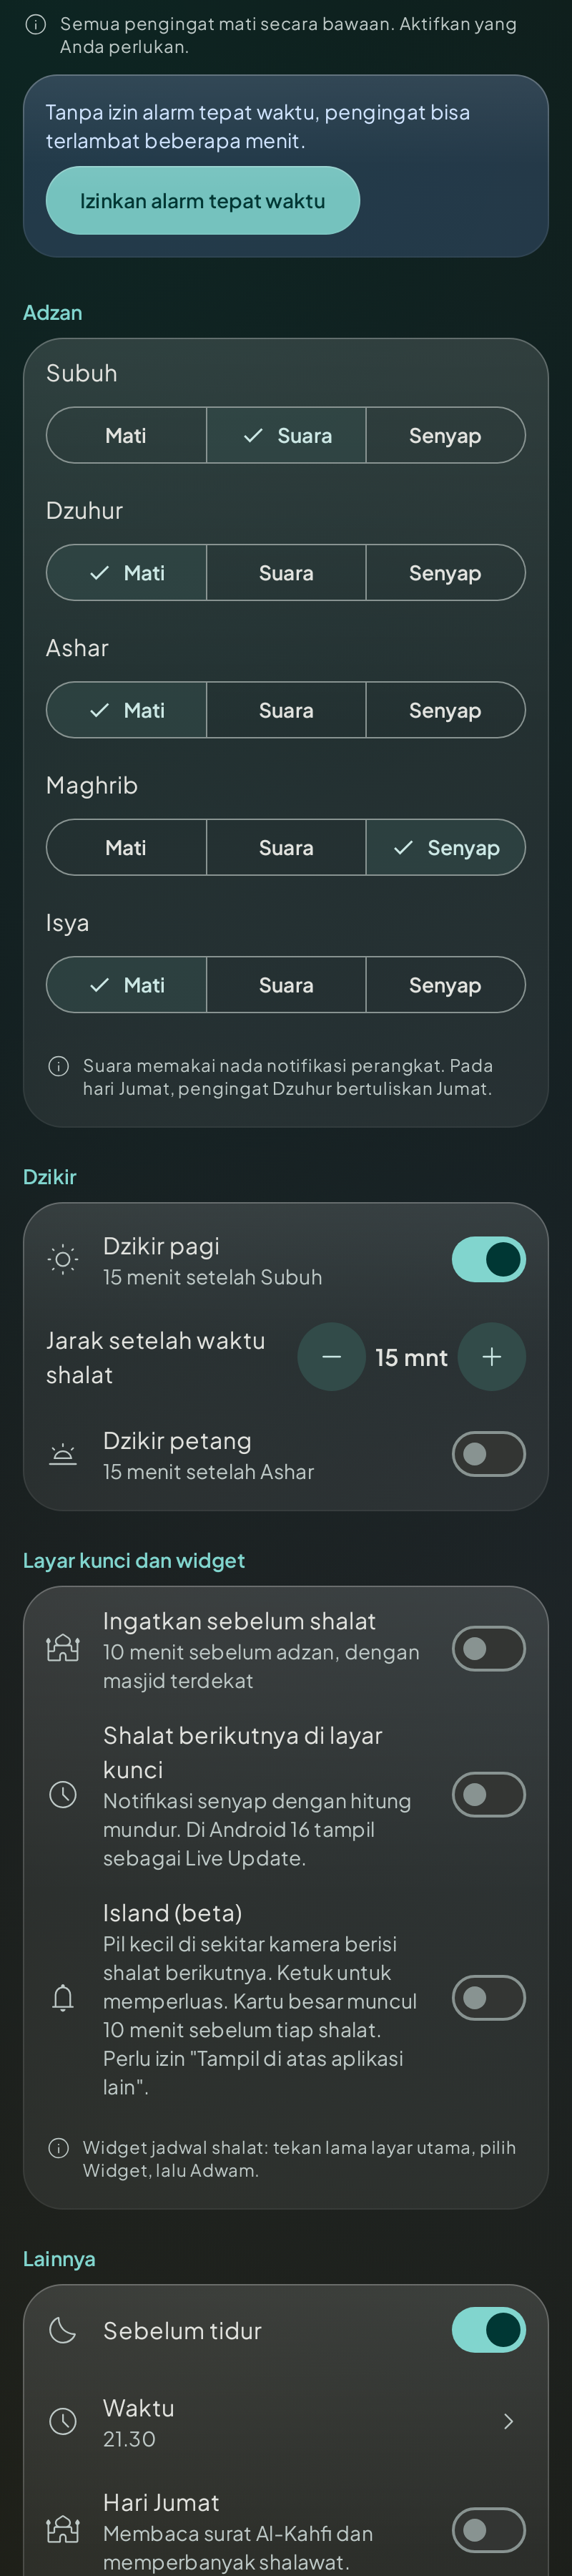 Semua pengingat mati secara bawaan. Aktifkan yang
Anda perlukan.
Tanpa izin alarm tepat waktu, pengingat bisa
terlambat beberapa menit.
Izinkan alarm tepat waktu
Adzan
Subuh
Mati
Suara
Senyap
Dzuhur
Mati
Suara
Senyap
Ashar
Mati
Suara
Senyap
Maghrib
Mati
Suara
Senyap
Isya
Mati
Suara
Senyap
Suara memakai nada notifikasi perangkat. Pada
hari Jumat, pengingat Dzuhur bertuliskan Jumat.
Dzikir
Dzikir pagi
15 menit setelah Subuh
Jarak setelah waktu
shalat
15 mnt
Dzikir petang
15 menit setelah Ashar
Layar kunci dan widget
Ingatkan sebelum shalat
10 menit sebelum adzan, dengan
masjid terdekat
Shalat berikutnya di layar
kunci
Notifikasi senyap dengan hitung
mundur. Di Android 16 tampil
sebagai Live Update.
Island (beta)
Pil kecil di sekitar kamera berisi
shalat berikutnya. Ketuk untuk
memperluas. Kartu besar muncul
10 menit sebelum tiap shalat.
Perlu izin "Tampil di atas aplikasi
lain".
Widget jadwal shalat: tekan lama layar utama, pilih
Widget, lalu Adwam.
Lainnya
Sebelum tidur
Waktu
21.30
Hari Jumat
Membaca surat Al-Kahfi dan
memperbanyak shalawat.